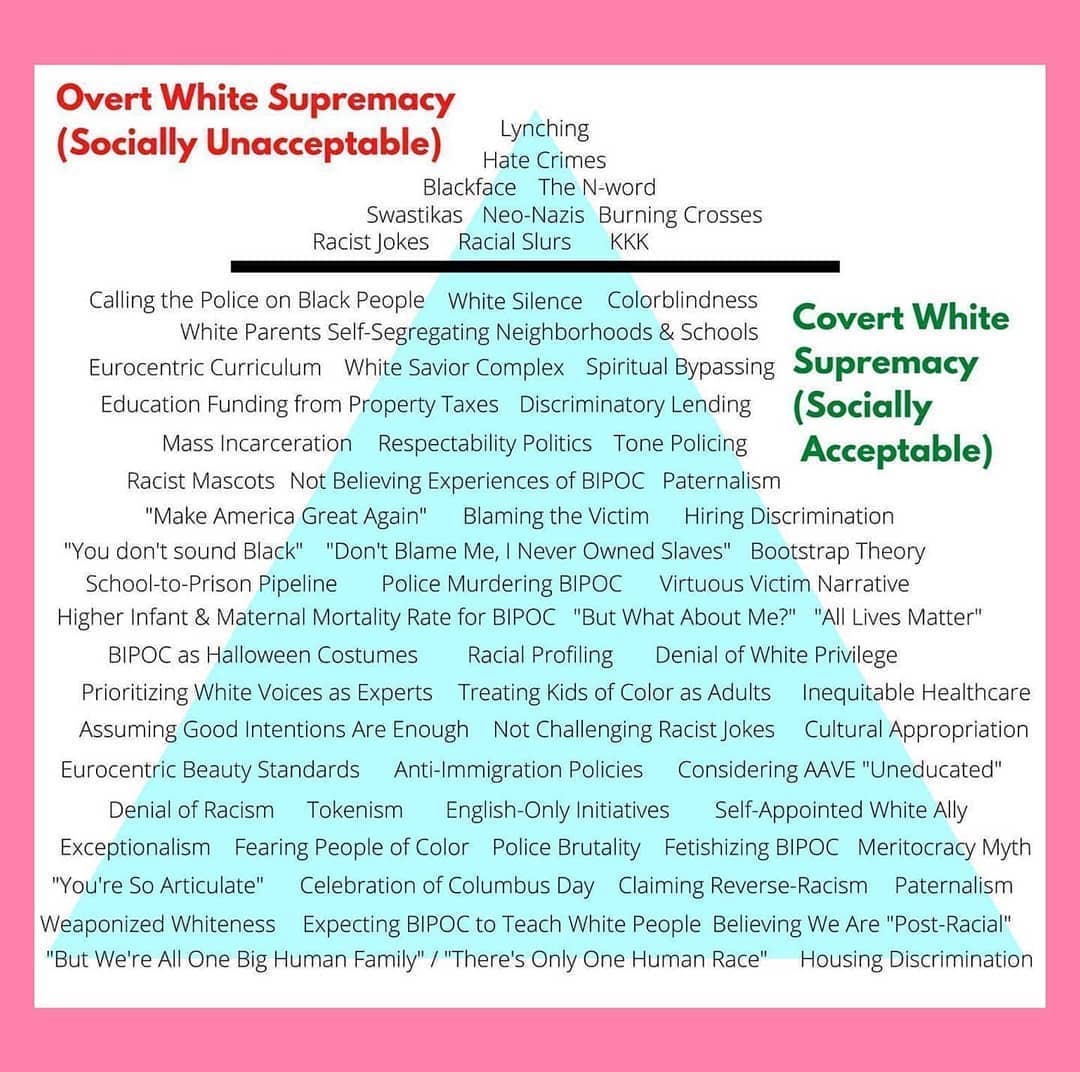 Overt White Supremacy
(Socially Unacceptable)
Lynching
Hate Crimes
Blackface The N-word
Swastikas Neo-Nazis Burning Crosses
Racist Jokes Racial Slurs KKK
Calling the Police on Black People White Silence Colorblindness
White Parents Self-Segregating Neighborhoods & Schools
Covert White
Supremacy
(Socially
Acceptable)
Eurocentric Curriculum White Savior Complex Spiritual Bypassing
Education Funding from Property Taxes Discriminatory Lending
Mass Incarceration Respectability Politics Tone Policing
Racist Mascots Not Believing Experiences of BIPOC Paternalism
"Make America Great Again" Blaming the Victim Hiring Discrimination
"You don't sound Black" "Don't Blame Me, I Never Owned Slaves" Bootstrap Theory
School-to-Prison Pipeline Police Murdering BIPOC Virtuous Victim Narrative
Higher Infant & Maternal Mortality Rate for BIPOC "But What About Me?" "All Lives Matter"
BIPOC as Halloween Costumes Racial Profiling Denial of White Privilege
Prioritizing White Voices as Experts Treating Kids of Color as Adults Inequitable Healthcare
Assuming Good Intentions Are Enough Not Challenging Racist Jokes Cultural Appropriation
Eurocentric Beauty Standards Anti-Immigration Policies Considering AAVE "Uneducated"
Denial of Racism Tokenism English-Only Initiatives Self-Appointed White Ally
Exceptionalism Fearing People of Color Police Brutality Fetishizing BIPOC Meritocracy Myth
"You're So Articulate" Celebration of Columbus Day Claiming Reverse-Racism Paternalism
Weaponized Whiteness Expecting BIPOC to Teach White People Believing We Are "Post-Racial"
"But We're All One Big Human Family" / "There's Only One Human Race" Housing Discrimination